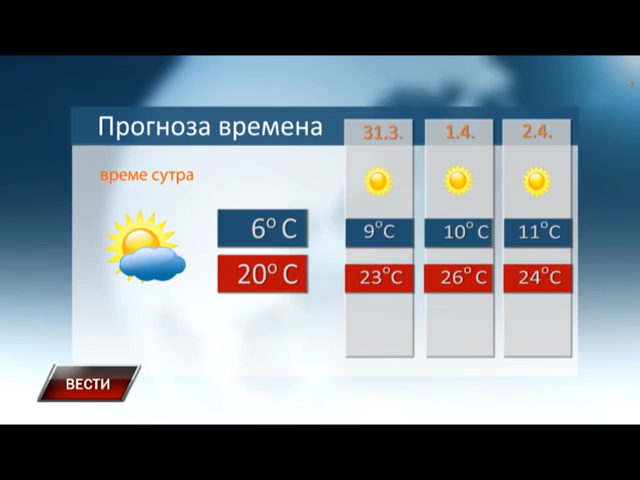 Прогноза времена
време сутра
6° C
20° C
31.3.
9°C
23°C
1.4.
10° C
26° C
2.4.
11°C
24°C
ВЕСТИ